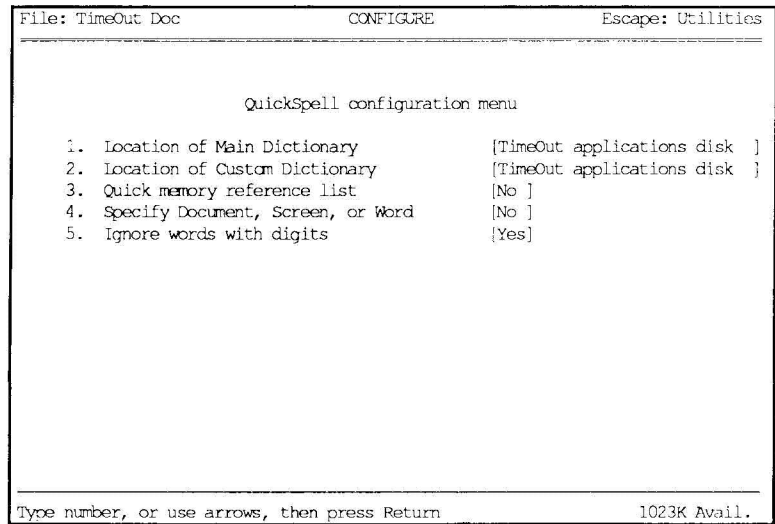 File: TimeOut Doc CONFIGURE Escape: Utilities
QuickSpell configuration menu
1. Location of Main Dictionary [TimeOut applications disk ]
2. Location of Custom Dictionary [TimeOut applications disk ]
3. Quick memory reference list [No ]
4. Specify Document, Screen, or Word [No ]
5. Ignore words with digits [Yes]
Type number, or use arrows, then press Return 1023K Avail.